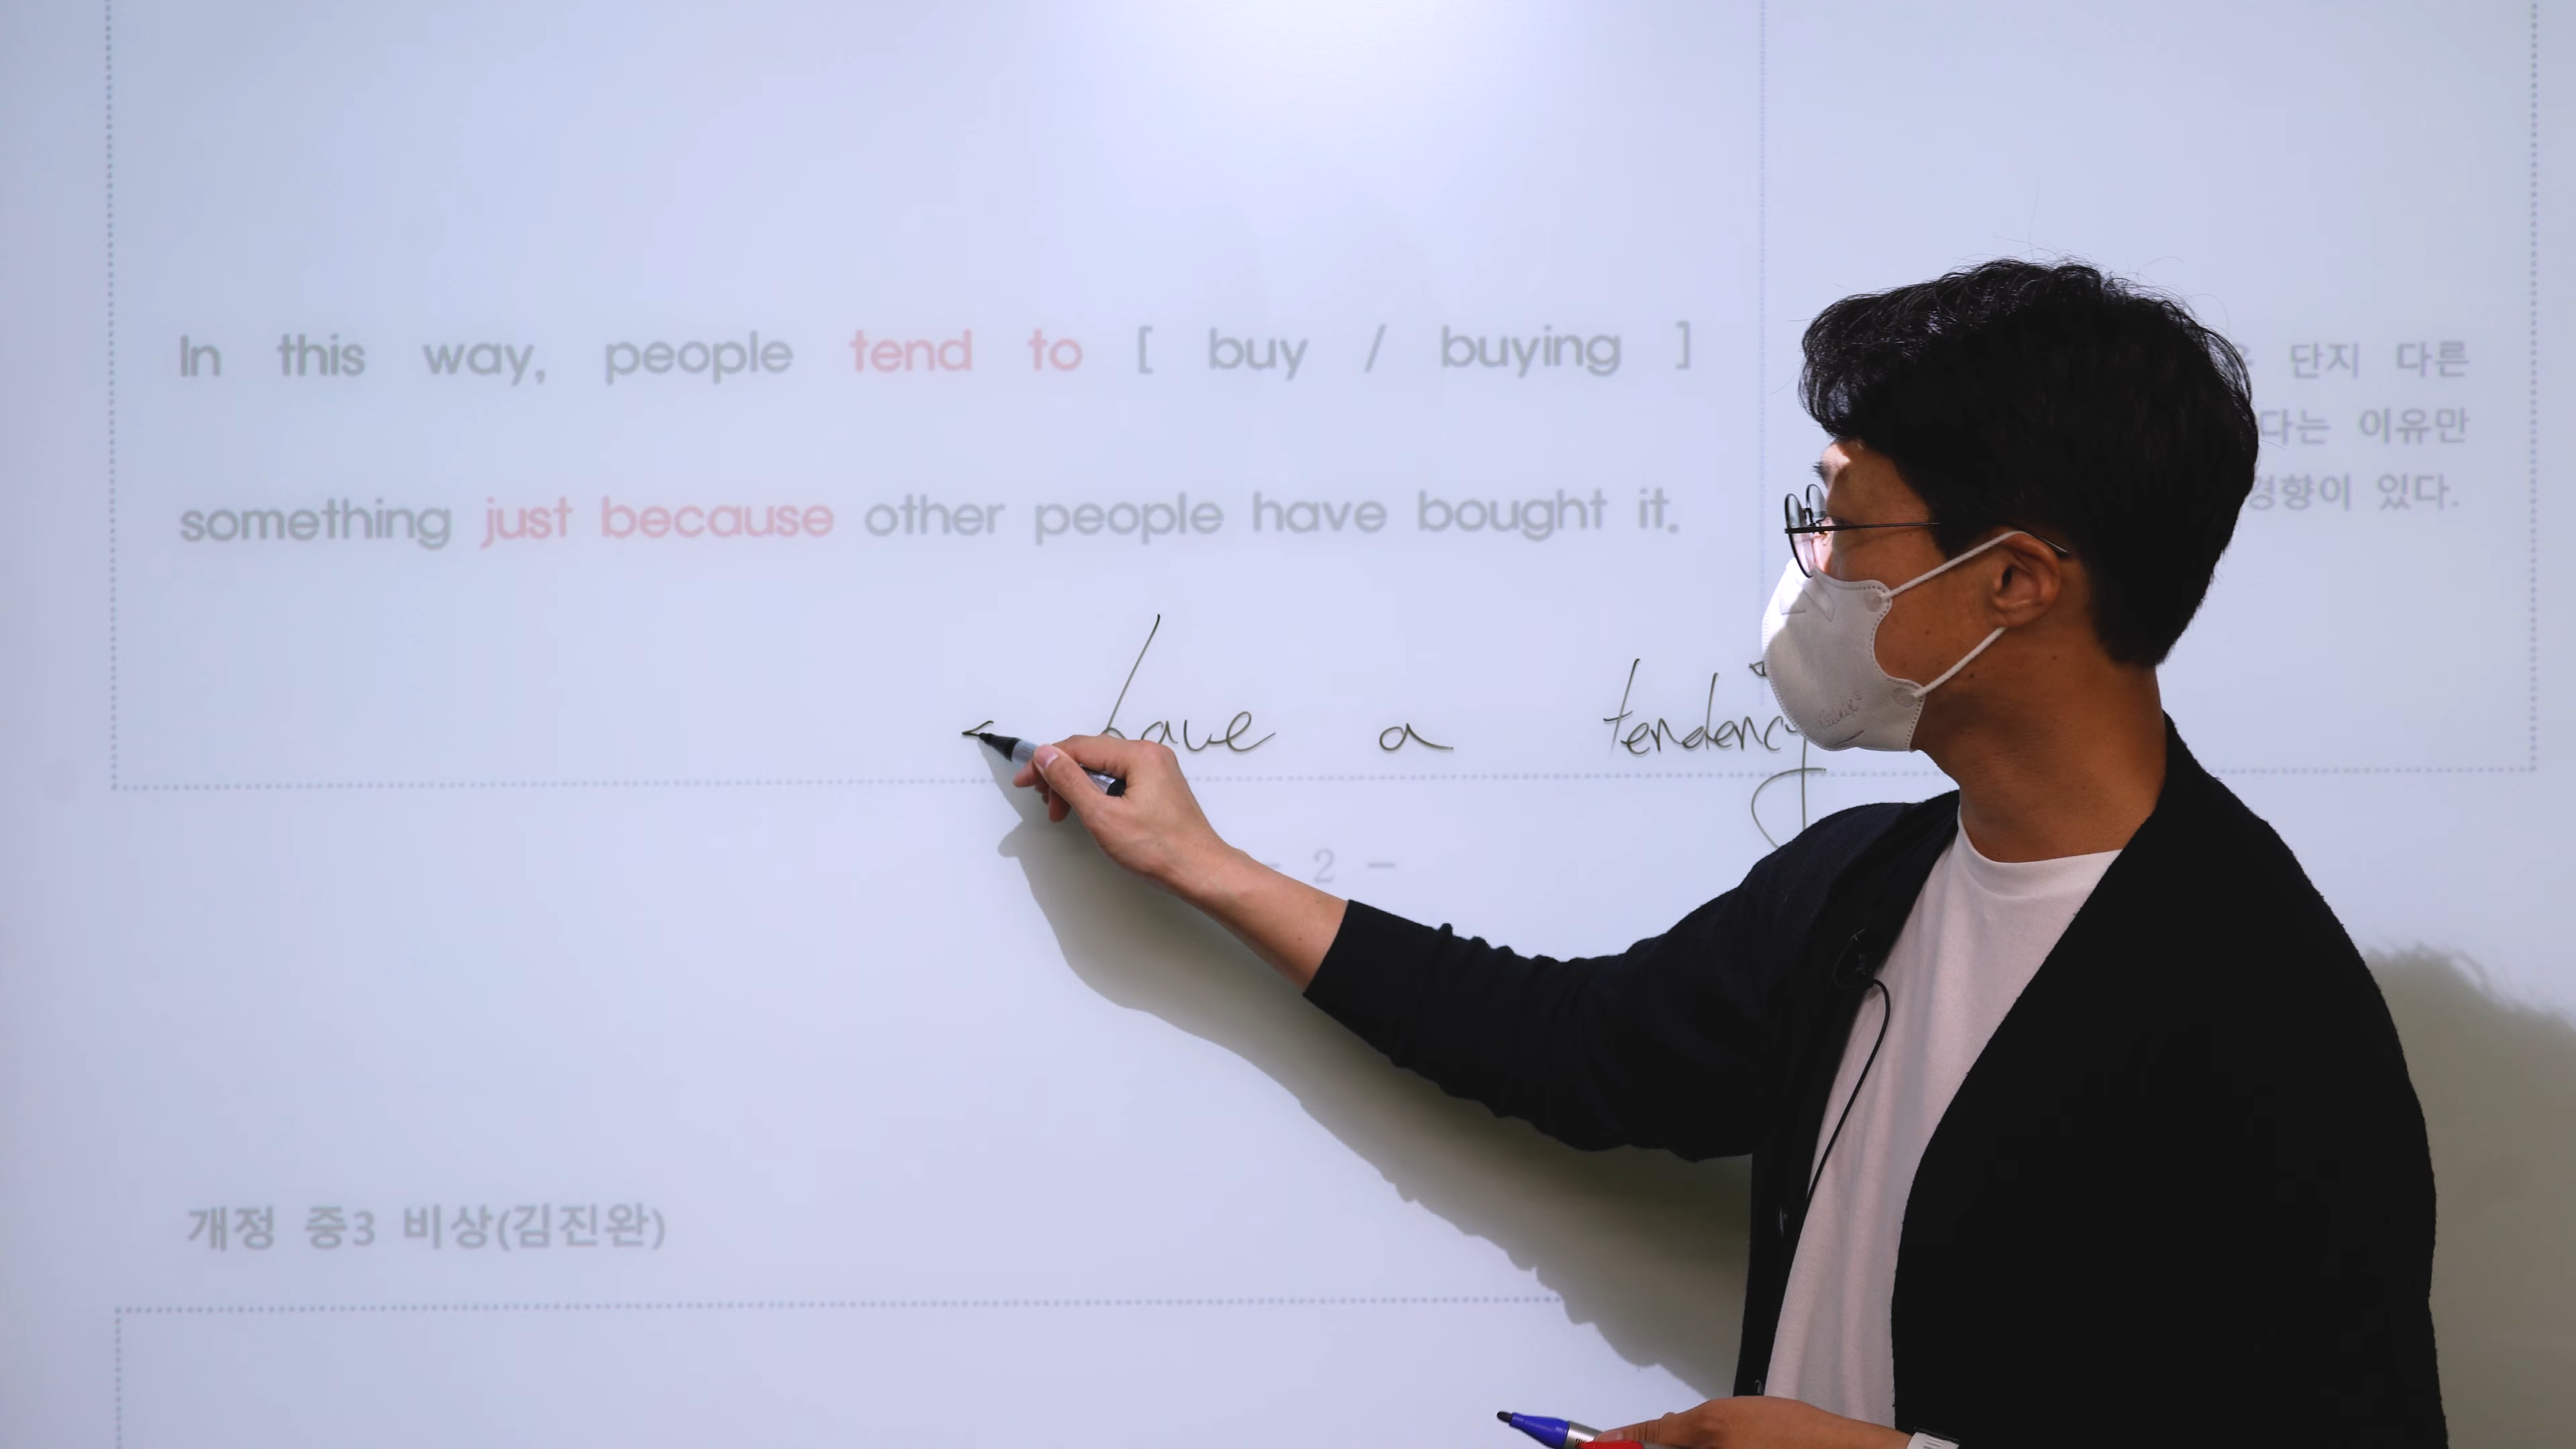 In this way, people tend to [ buy / buying ]
something just because other people have bought it.
단지 다른
다는 이유만
경향이 있다.
have a tendency
- 2 -
개정 중3 비상(김진완)